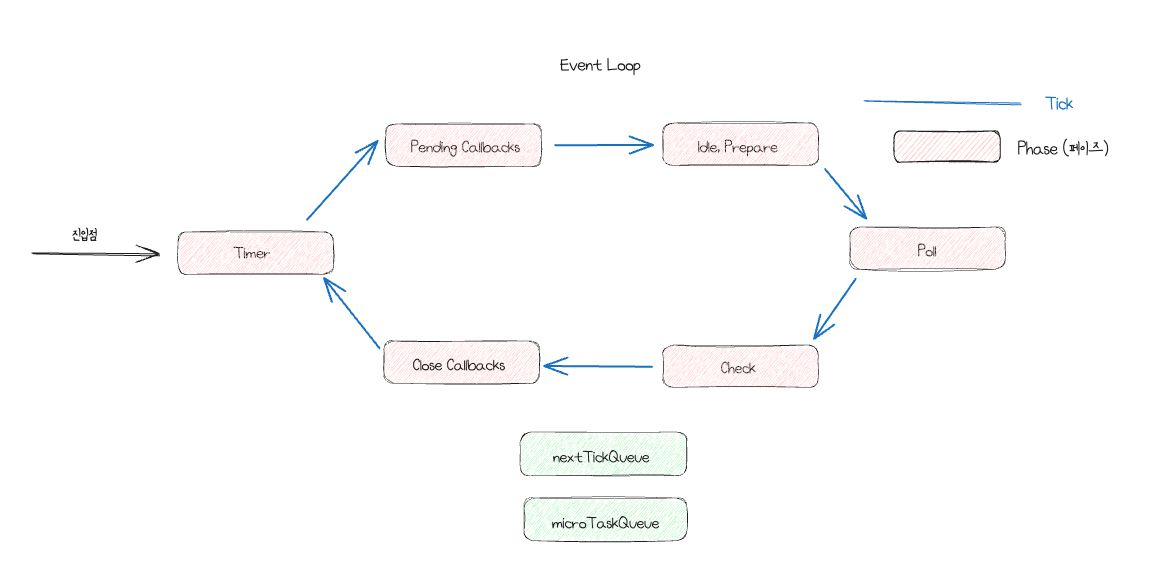 Event Loop
Tick
Pending Callbacks
Idle, Prepare
Phase (페이즈)
진입점
Timer
Poll
Close Callbacks
Check
nextTickQueue
microTaskQueue